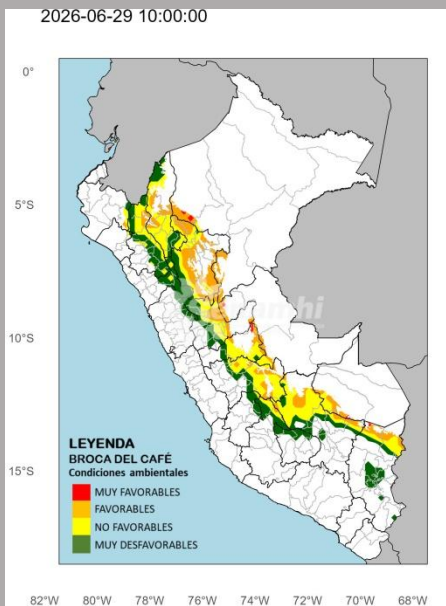 2026-06-29 10:00:00
0°
5°S
10°S
15°S
senamhi
LEYENDA
BROCA DEL CAFÉ
Condiciones ambientales
MUY FAVORABLES
FAVORABLES
NO FAVORABLES
MUY DESFAVORABLES
82°W 80°W 78°W 76°W 74°W 72°W 70°W 68°W